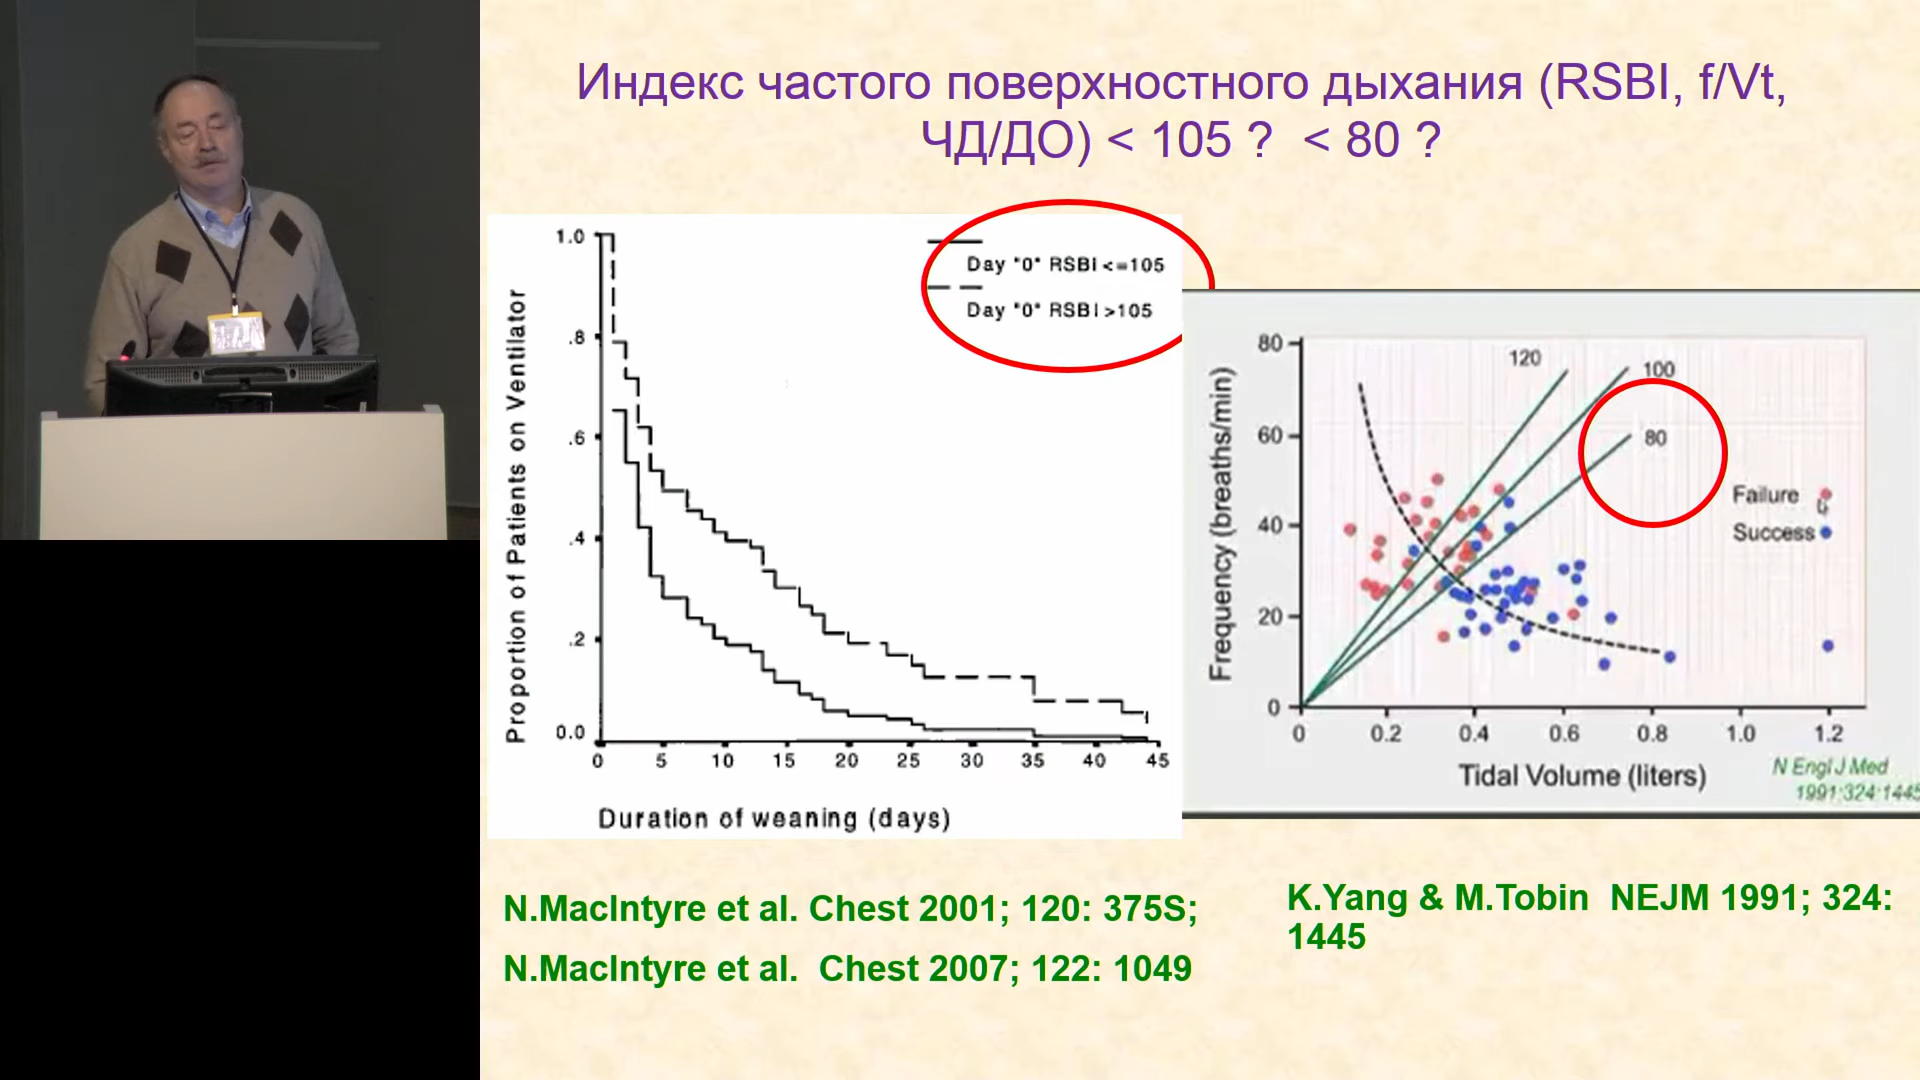 Индекс частого поверхностного дыхания (RSBI, f/Vt,
ЧД/ДО) < 105 ?  < 80 ?
Proportion of Patients on Ventilator
1.0
.8
.6
.4
.2
0.0
Day "0" RSBI <=105
Day "0" RSBI >105
0 5 10 15 20 25 30 35 40 45
Duration of weaning (days)
Frequency (breaths/min)
80
60
40
20
0
120
100
80
Failure
Success
0 0.2 0.4 0.6 0.8 1.0 1.2
Tidal Volume (liters)
N Engl J Med
1991;324:1445
N.MacIntyre et al. Chest 2001; 120: 375S;
N.MacIntyre et al.  Chest 2007; 122: 1049
K.Yang & M.Tobin  NEJM 1991; 324:
1445